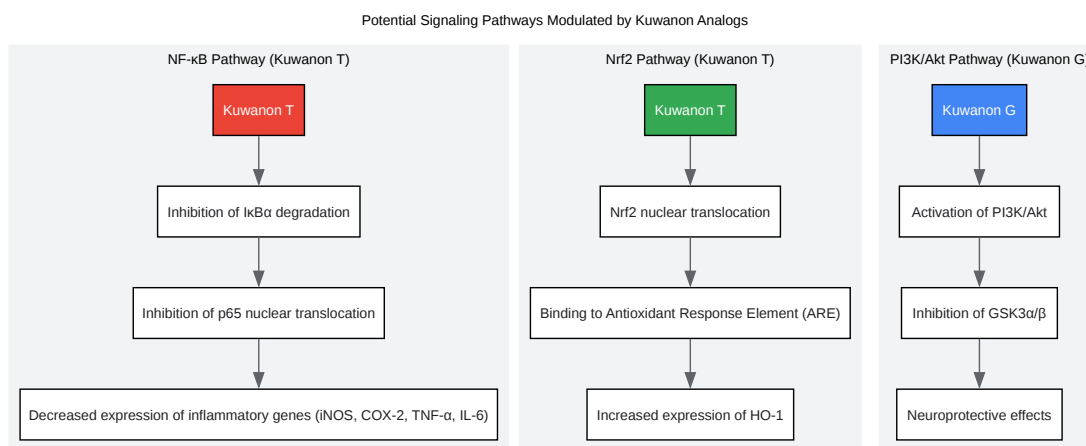 Potential Signaling Pathways Modulated by Kuwanon Analogs
NF-κB Pathway (Kuwanon T)
Kuwanon T
Inhibition of IκBα degradation
Inhibition of p65 nuclear translocation
Decreased expression of inflammatory genes (iNOS, COX-2, TNF-α, IL-6)
Nrf2 Pathway (Kuwanon T)
Kuwanon T
Nrf2 nuclear translocation
Binding to Antioxidant Response Element (ARE)
Increased expression of HO-1
PI3K/Akt Pathway (Kuwanon G)
Kuwanon G
Activation of PI3K/Akt
Inhibition of GSK3α/β
Neuroprotective effects